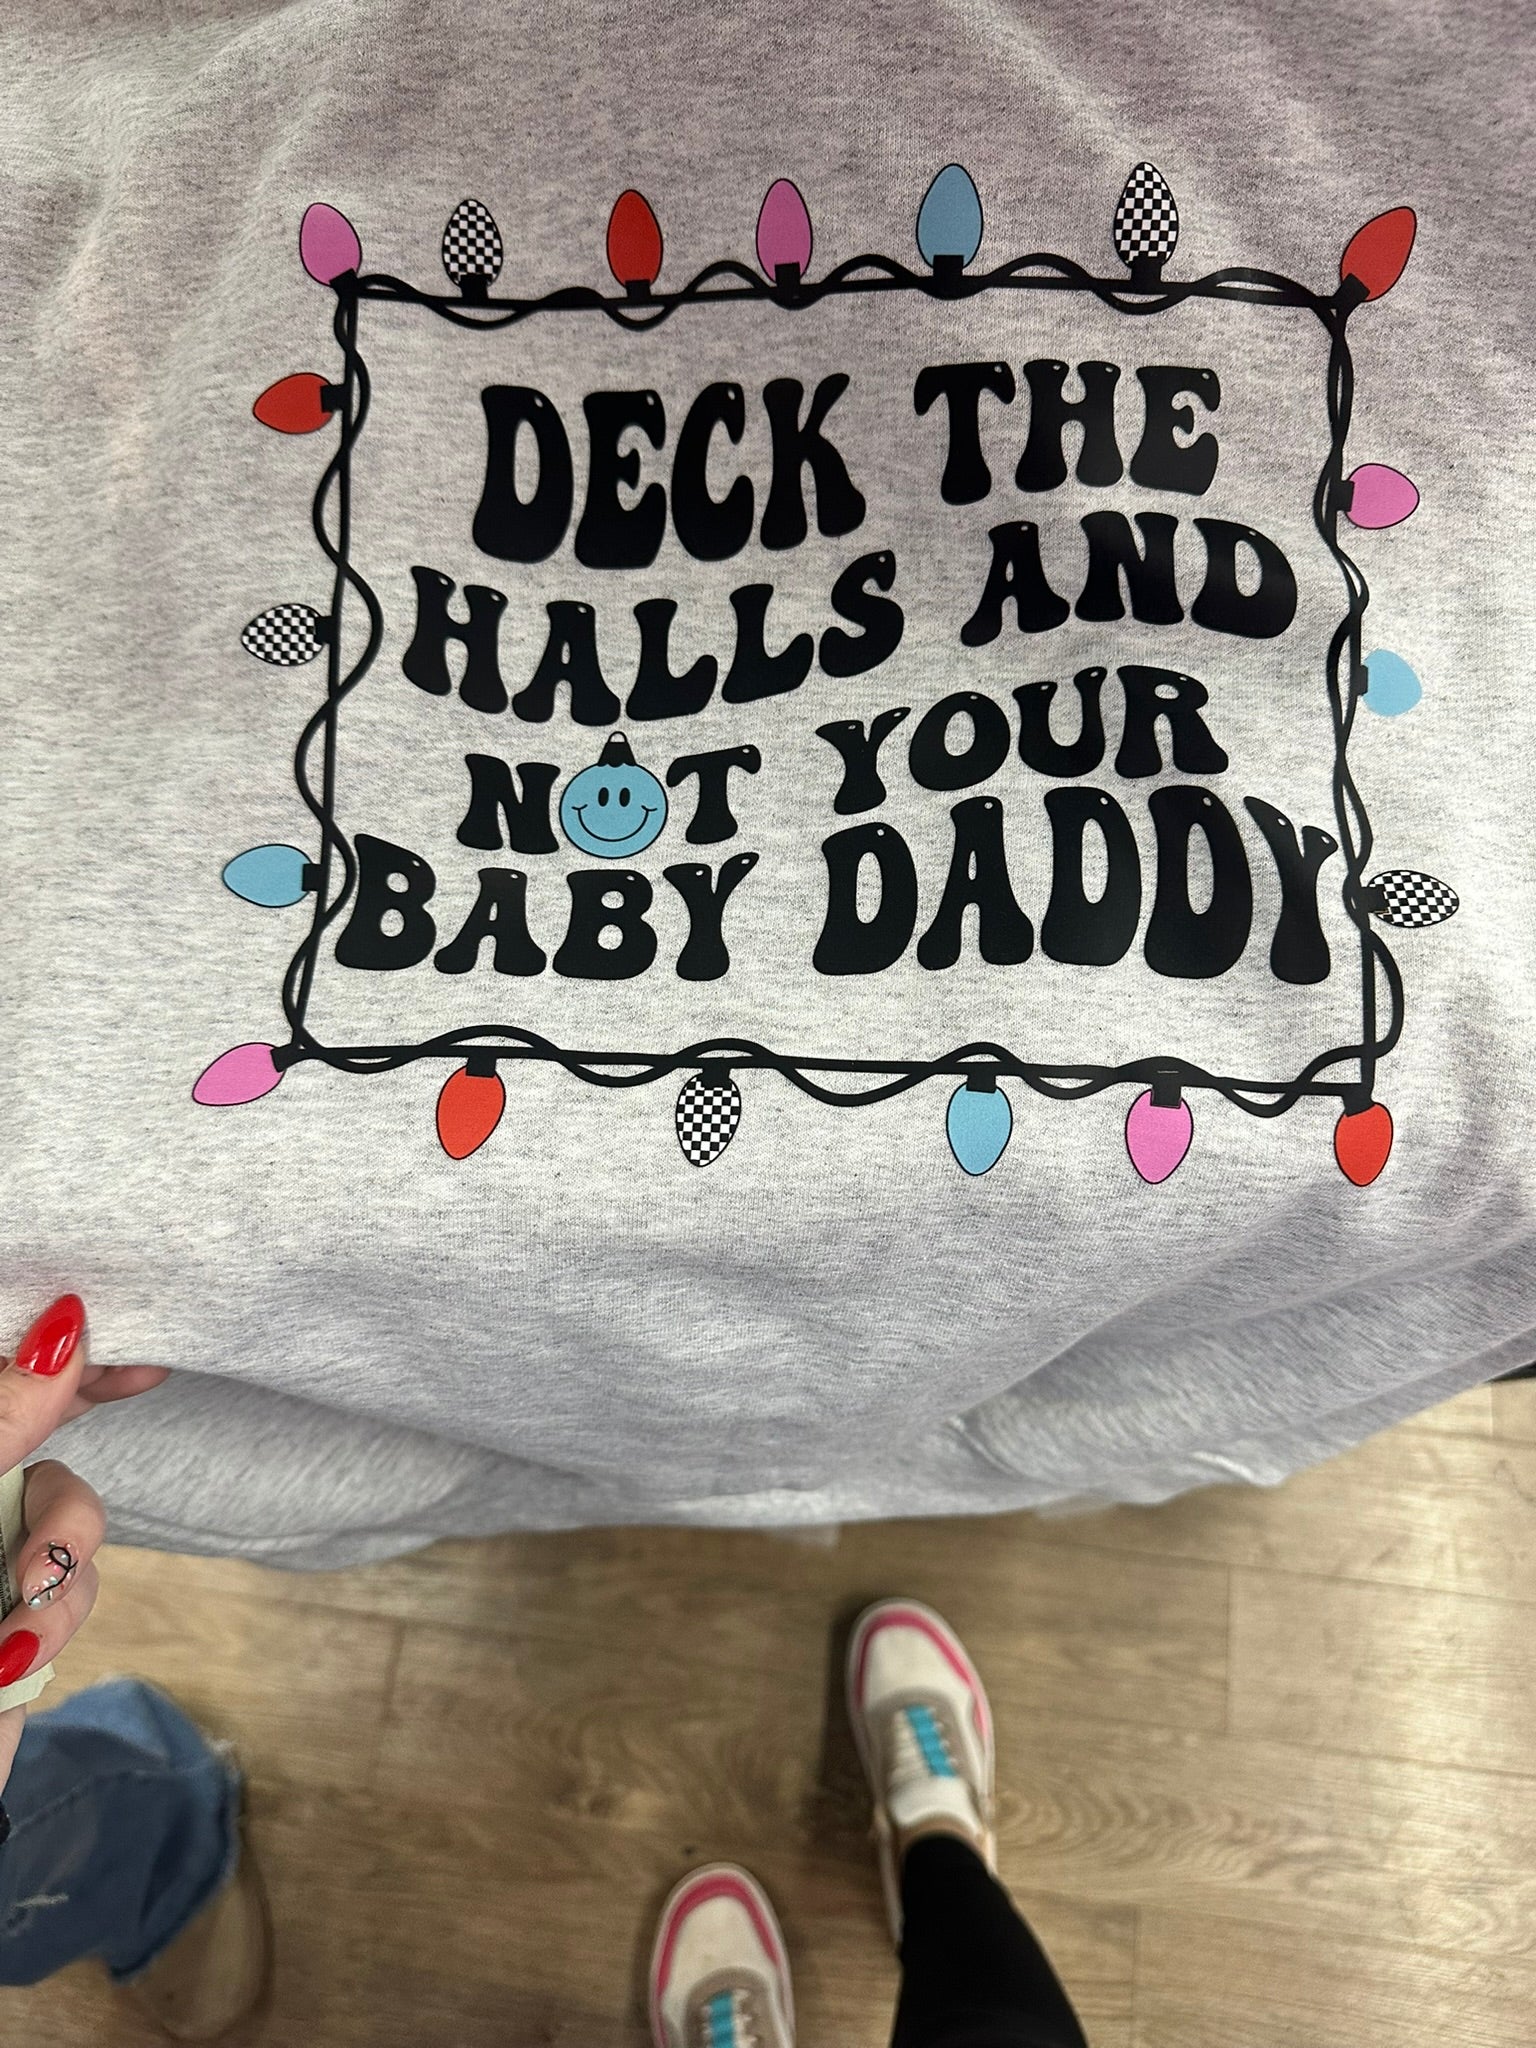 DECK THE
HALLS AND
NOT YOUR
BABY DADDY